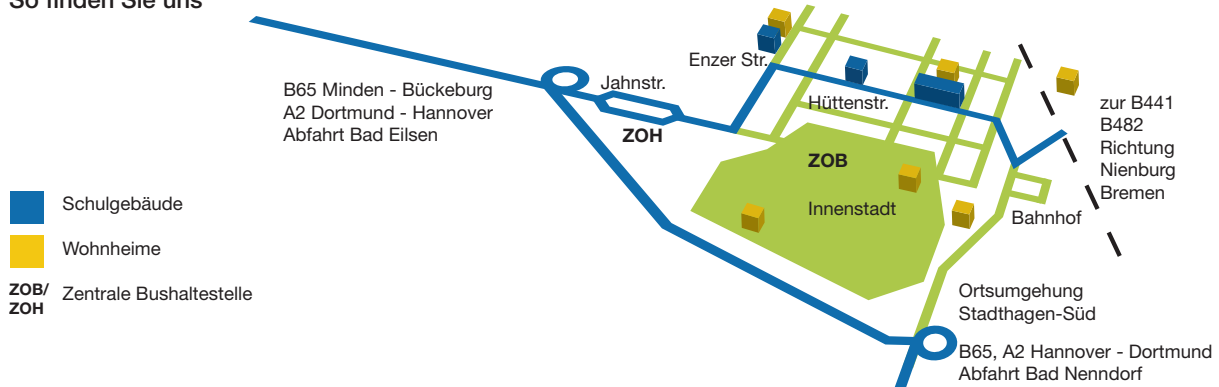 So finden Sie uns
Enzer Str.
B65 Minden - Bückeburg
A2 Dortmund - Hannover
Abfahrt Bad Eilsen
Jahnstr.
ZOH
Hüttenstr.
zur B441
B482
Richtung
Nienburg
Bremen
ZOB
Innenstadt
Bahnhof
Schulgebäude
Wohnheime
ZOB/
ZOH
Zentrale Bushaltestelle
Ortsumgehung
Stadthagen-Süd
B65, A2 Hannover - Dortmund
Abfahrt Bad Nenndorf